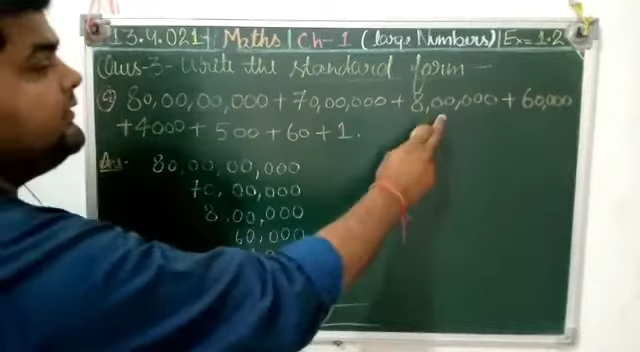 13.4.021 | Maths | Ch-1 (large Numbers) | Ex= 1.2
Ques-3- Write the standard form -
80,00,00,000 + 70,00,000 + 8,00,000 + 60,000
+4000 + 500 + 60 + 1.
Ans- 80,00,00,000
70,00,000
8,00,000
60,000